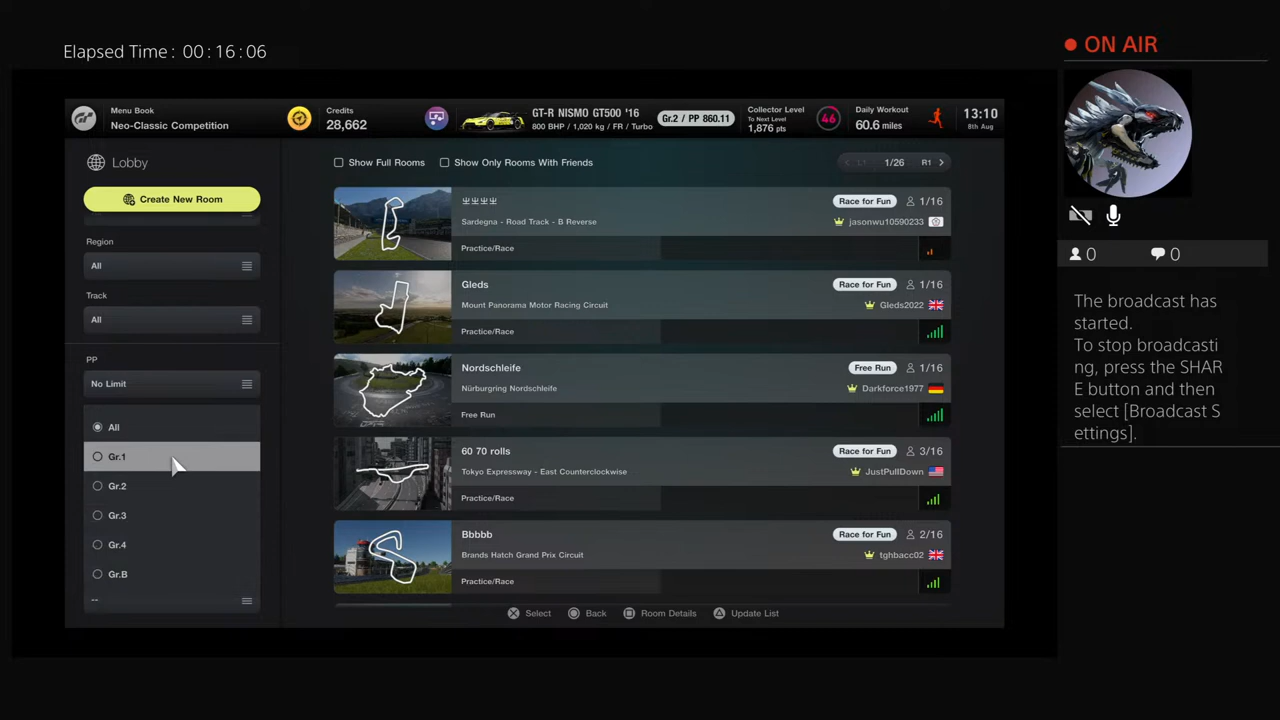 Elapsed Time : 00:16:06
ON AIR
Menu Book
Neo-Classic Competition
Credits
28,662
GT-R NISMO GT500 '16
800 BHP / 1,020 kg / FR / Turbo
Gr.2 / PP 860.11
Collector Level
To Next Level
1,876 pts
46
Daily Workout
60.6 miles
13:10
8th Aug
Lobby
Create New Room
Region
All
Track
All
PP
No Limit
All
Gr.1
Gr.2
Gr.3
Gr.4
Gr.B
--
Show Full Rooms
Show Only Rooms With Friends
L1
1/26
R1
Race for Fun
1/16
Sardegna - Road Track - B Reverse
jasonwu10590233
Practice/Race
Gleds
Race for Fun
1/16
Mount Panorama Motor Racing Circuit
Gleds2022
Practice/Race
Nordschleife
Free Run
1/16
Nürburgring Nordschleife
Darkforce1977
Free Run
60 70 rolls
Race for Fun
3/16
Tokyo Expressway - East Counterclockwise
JustPullDown
Practice/Race
Bbbbb
Race for Fun
2/16
Brands Hatch Grand Prix Circuit
tghbacc02
Practice/Race
Select
Back
Room Details
Update List
0
0
The broadcast has
started.
To stop broadcasti
ng, press the SHAR
E button and then
select [Broadcast S
ettings].